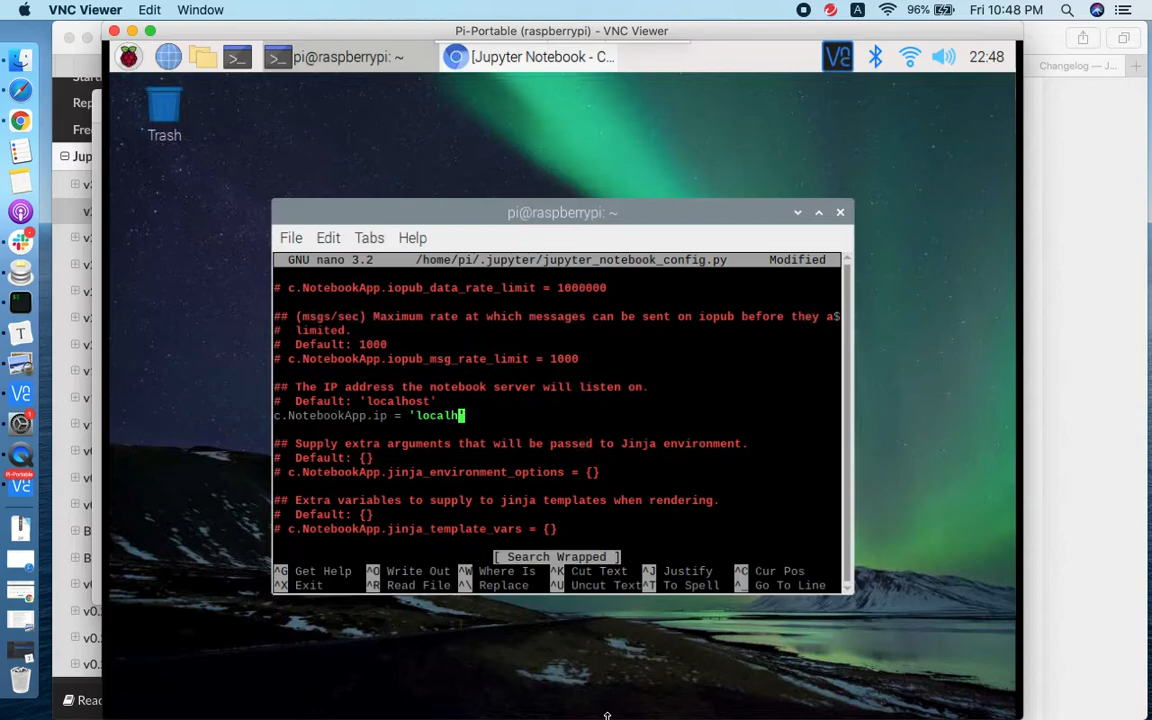 VNC Viewer Edit Window
96% Fri 10:48 PM
Pi-Portable (raspberrypi) - VNC Viewer
pi@raspberrypi: ~
[Jupyter Notebook - C...
22:48
Changelog — J...
Rep
Fre
Jup
Trash
pi@raspberrypi: ~
File Edit Tabs Help
GNU nano 3.2 /home/pi/.jupyter/jupyter_notebook_config.py Modified
# c.NotebookApp.iopub_data_rate_limit = 1000000
## (msgs/sec) Maximum rate at which messages can be sent on iopub before they a$
# limited.
# Default: 1000
# c.NotebookApp.iopub_msg_rate_limit = 1000
## The IP address the notebook server will listen on.
# Default: 'localhost'
c.NotebookApp.ip = 'localh'
## Supply extra arguments that will be passed to Jinja environment.
# Default: {}
# c.NotebookApp.jinja_environment_options = {}
## Extra variables to supply to jinja templates when rendering.
# Default: {}
# c.NotebookApp.jinja_template_vars = {}
[ Search Wrapped ]
^G Get Help ^O Write Out ^W Where Is ^K Cut Text ^J Justify ^C Cur Pos
^X Exit ^R Read File ^\ Replace ^U Uncut Text ^T To Spell ^_ Go To Line
Pi-Portable
Read